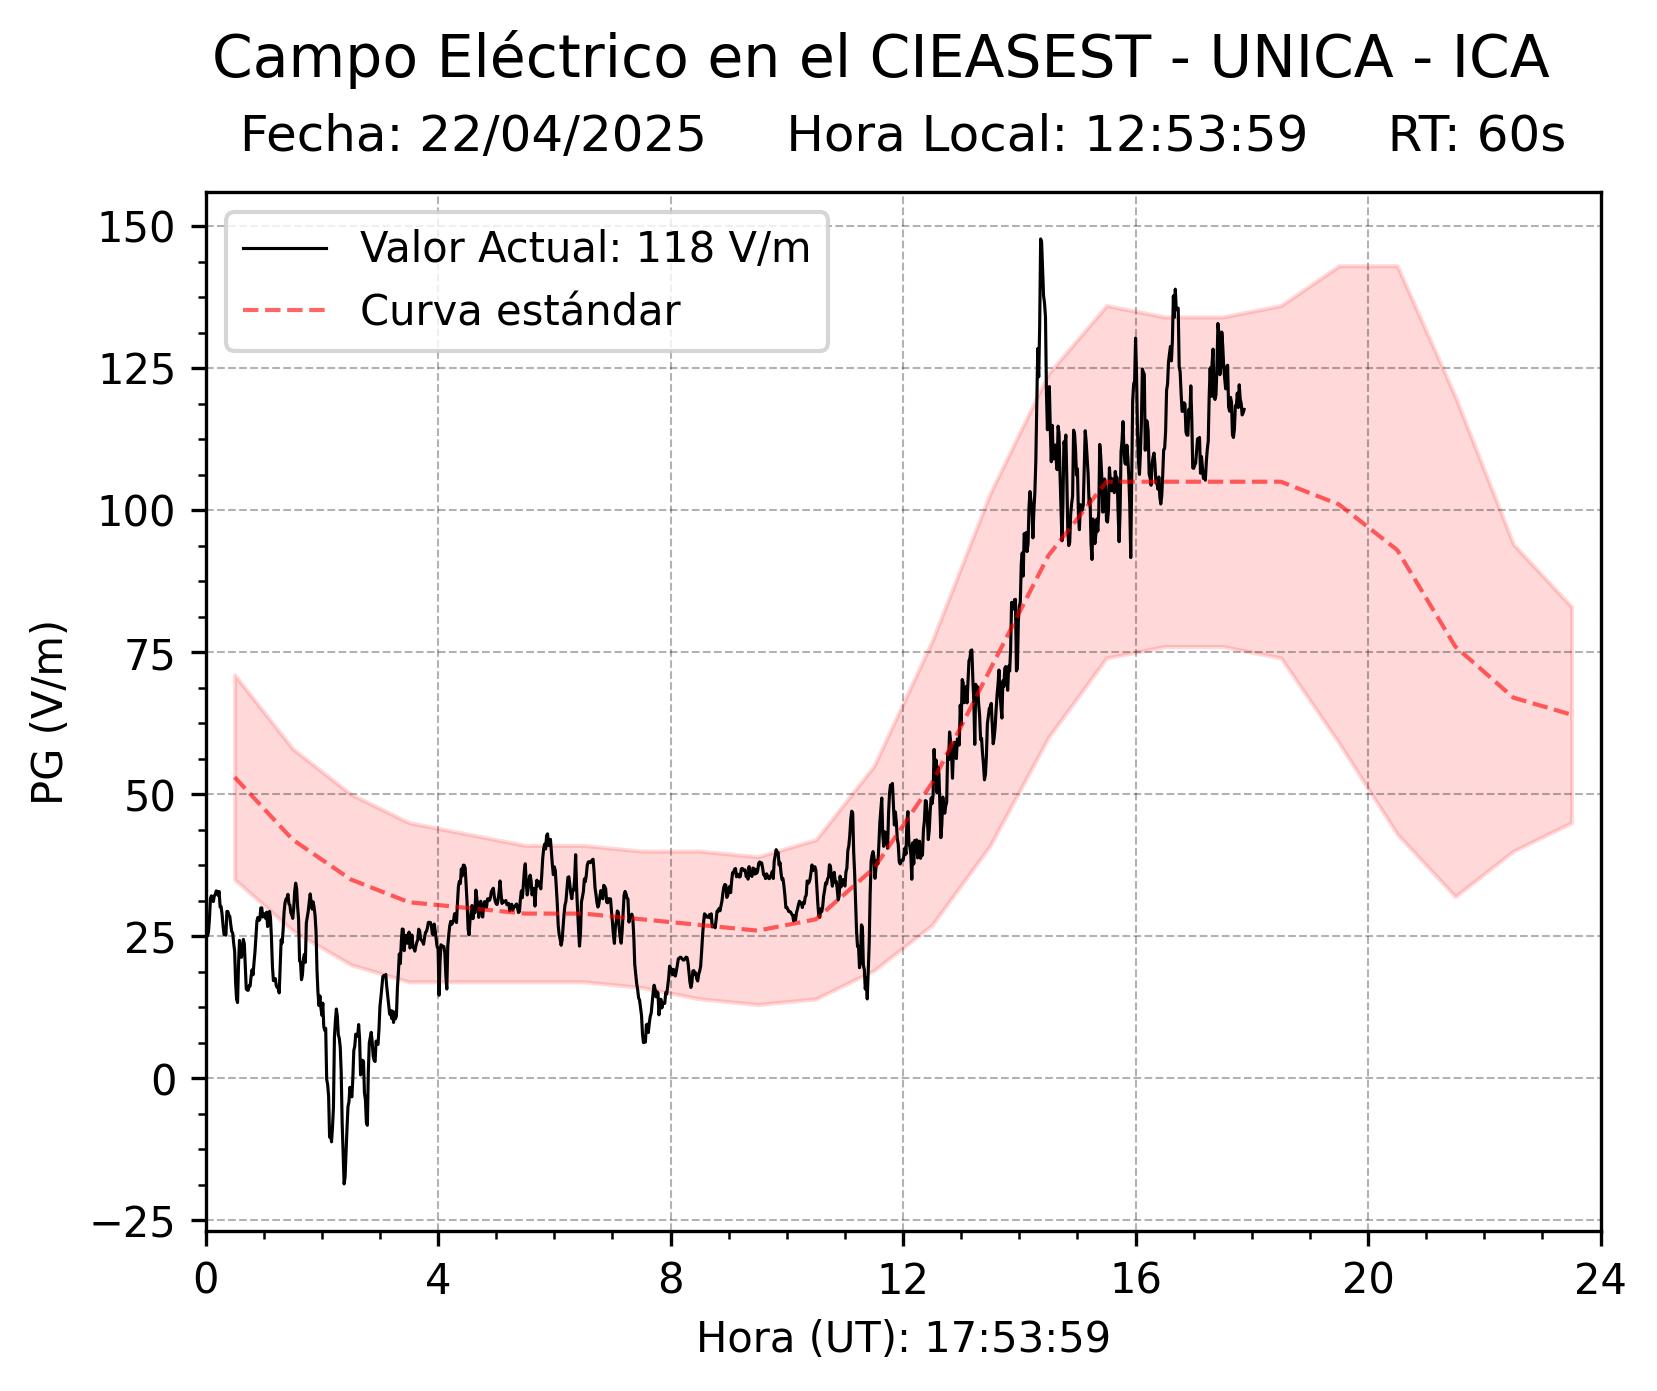 Campo Eléctrico en el CIEASEST - UNICA - ICA
Fecha: 22/04/2025 Hora Local: 12:53:59 RT: 60s
Valor Actual: 118 V/m
Curva estándar
PG (V/m)
150
125
100
75
50
25
0
−25
0 4 8 12 16 20 24
Hora (UT): 17:53:59